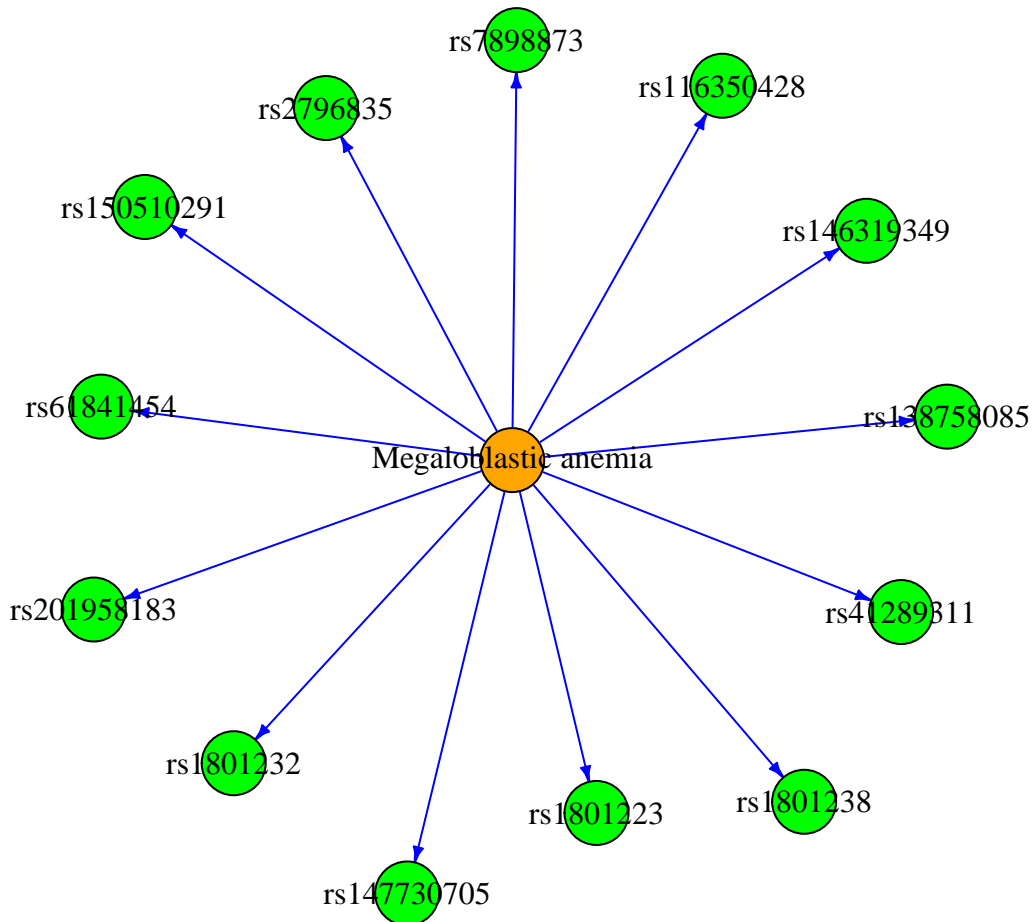 rs7898873
rs116350428
rs2796835
rs150510291
rs146319349
rs61841454
rs138758085
Megaloblastic anemia
rs201958183
rs41289311
rs1801232
rs1801238
rs1801223
rs147730705